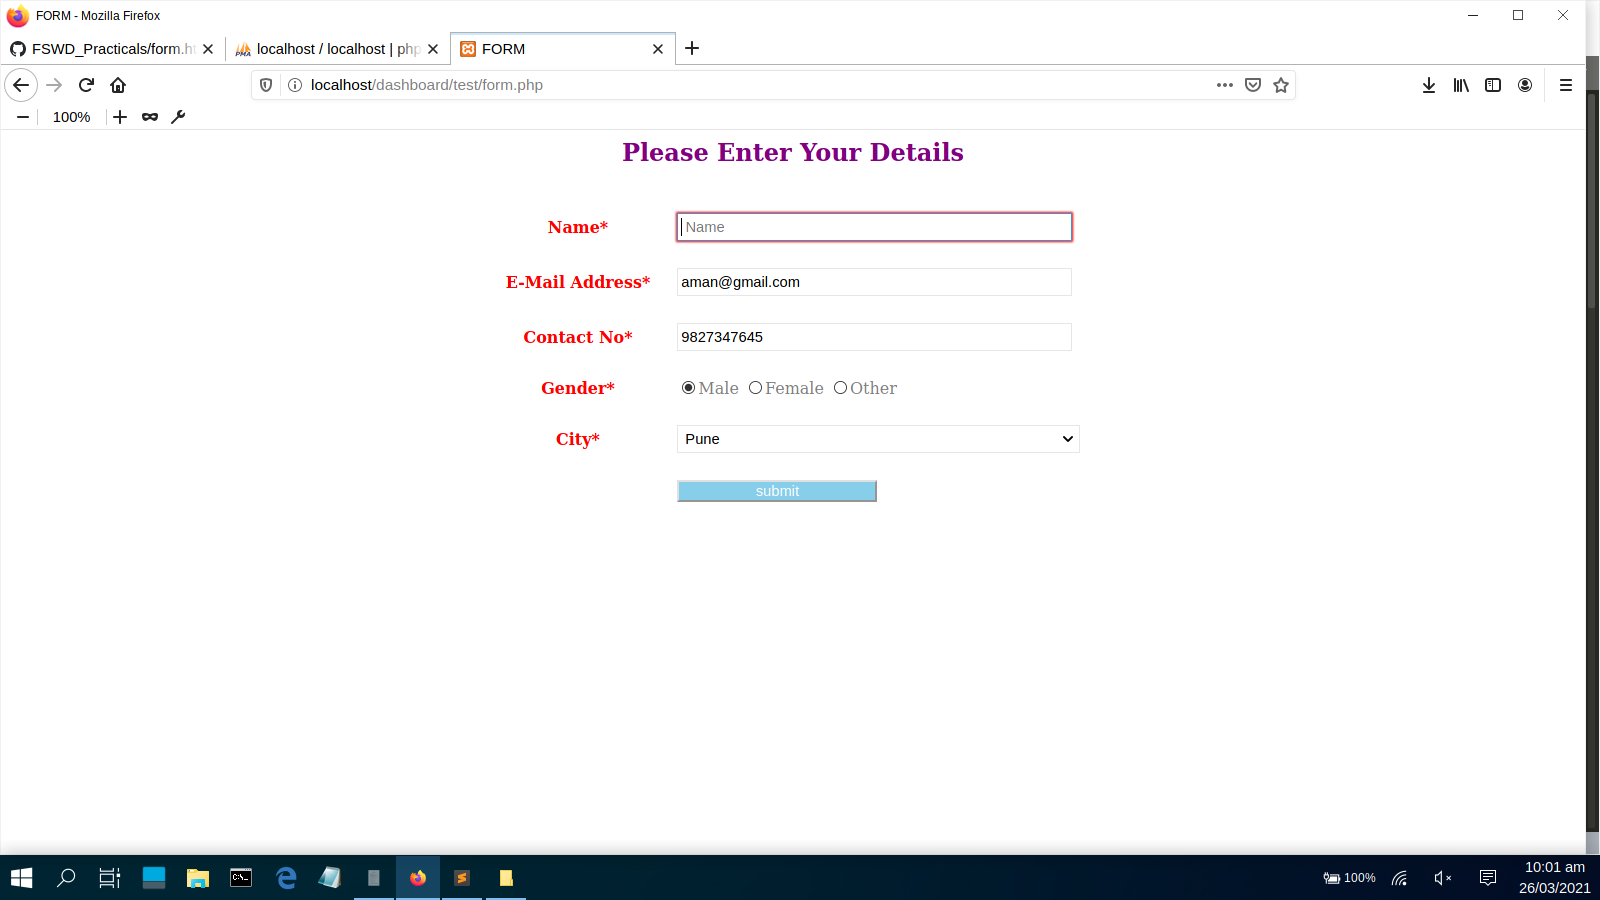 FORM - Mozilla Firefox
FSWD_Practicals/form.ht
localhost / localhost | php
FORM
localhost/dashboard/test/form.php
100%
Please Enter Your Details
Name*
Name
E-Mail Address*
aman@gmail.com
Contact No*
9827347645
Gender*
Male Female Other
City*
Pune
submit
100%
10:01 am
26/03/2021